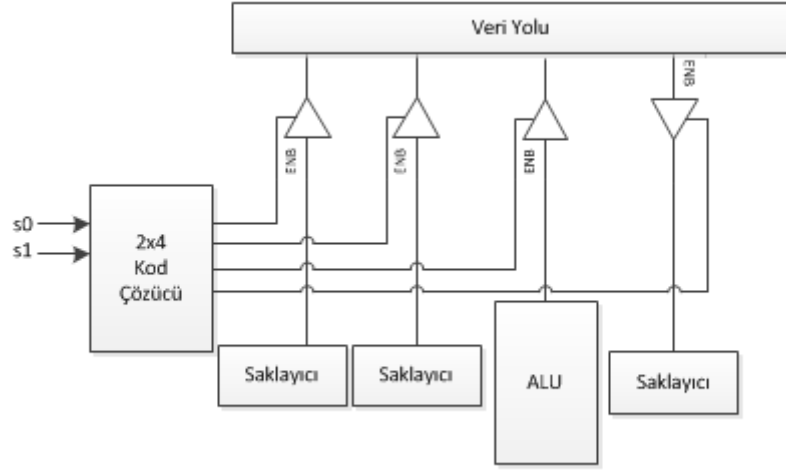 Veri Yolu
ENB
ENB
ENB
ENB
s0
s1
2x4
Kod
Çözücü
Saklayıcı
Saklayıcı
ALU
Saklayıcı